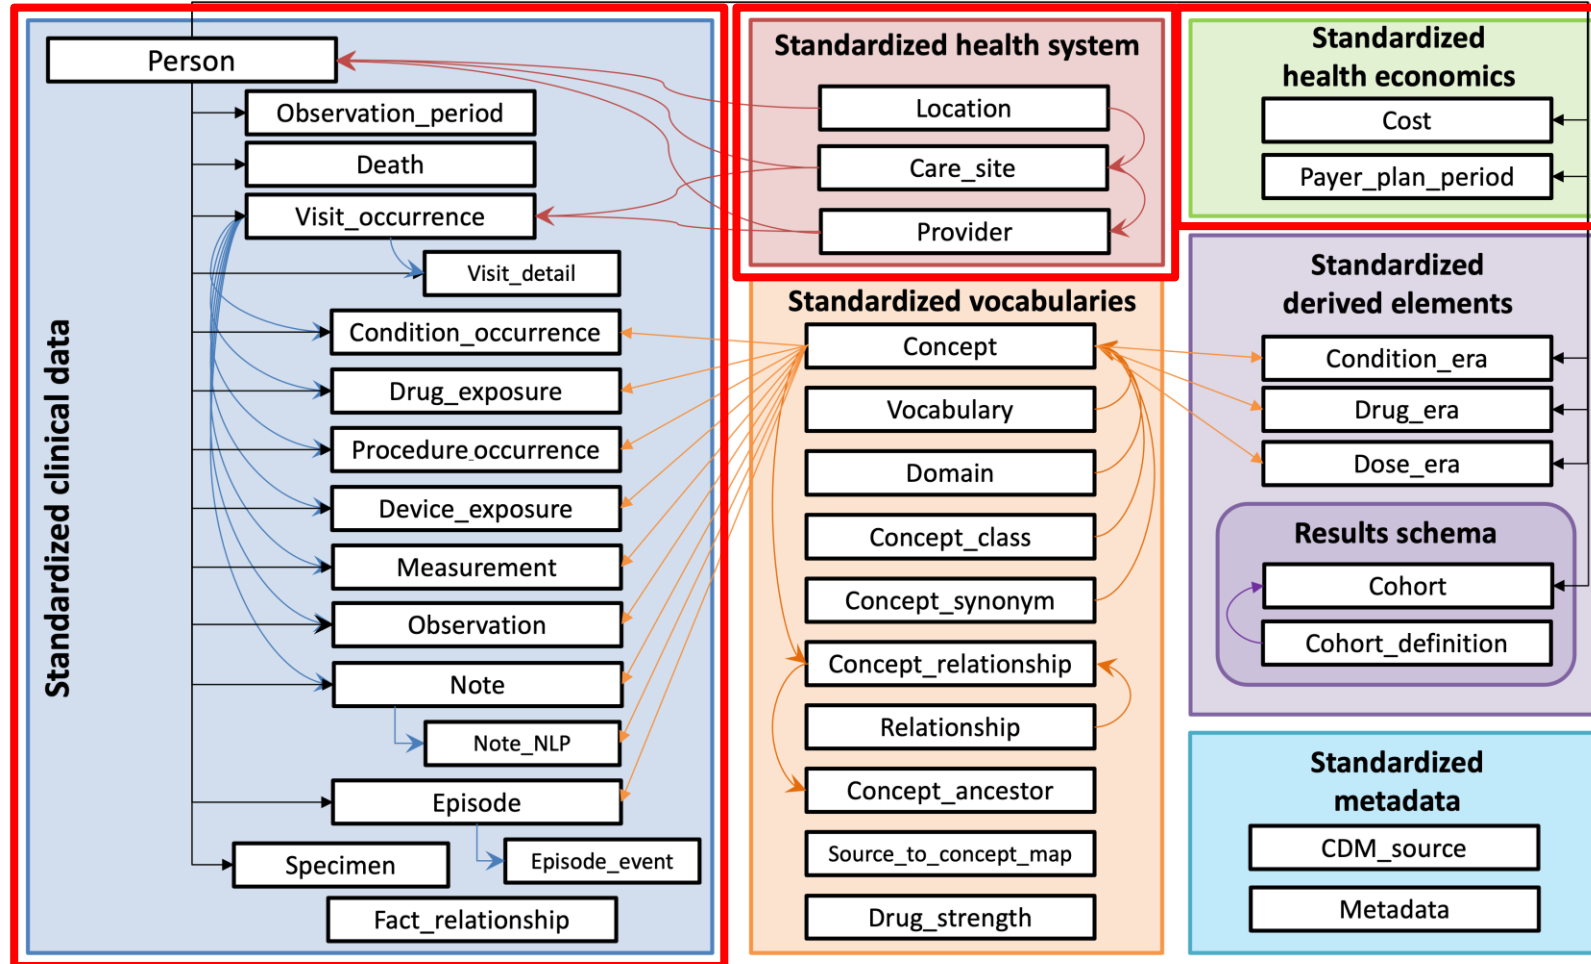 Standardized clinical data
Person
Observation_period
Death
Visit_occurrence
Visit_detail
Condition_occurrence
Drug_exposure
Procedure_occurrence
Device_exposure
Measurement
Observation
Note
Note_NLP
Episode
Episode_event
Specimen
Fact_relationship
Standardized health system
Location
Care_site
Provider
Standardized vocabularies
Concept
Vocabulary
Domain
Concept_class
Concept_synonym
Concept_relationship
Relationship
Concept_ancestor
Source_to_concept_map
Drug_strength
Standardized
health economics
Cost
Payer_plan_period
Standardized
derived elements
Condition_era
Drug_era
Dose_era
Results schema
Cohort
Cohort_definition
Standardized
metadata
CDM_source
Metadata